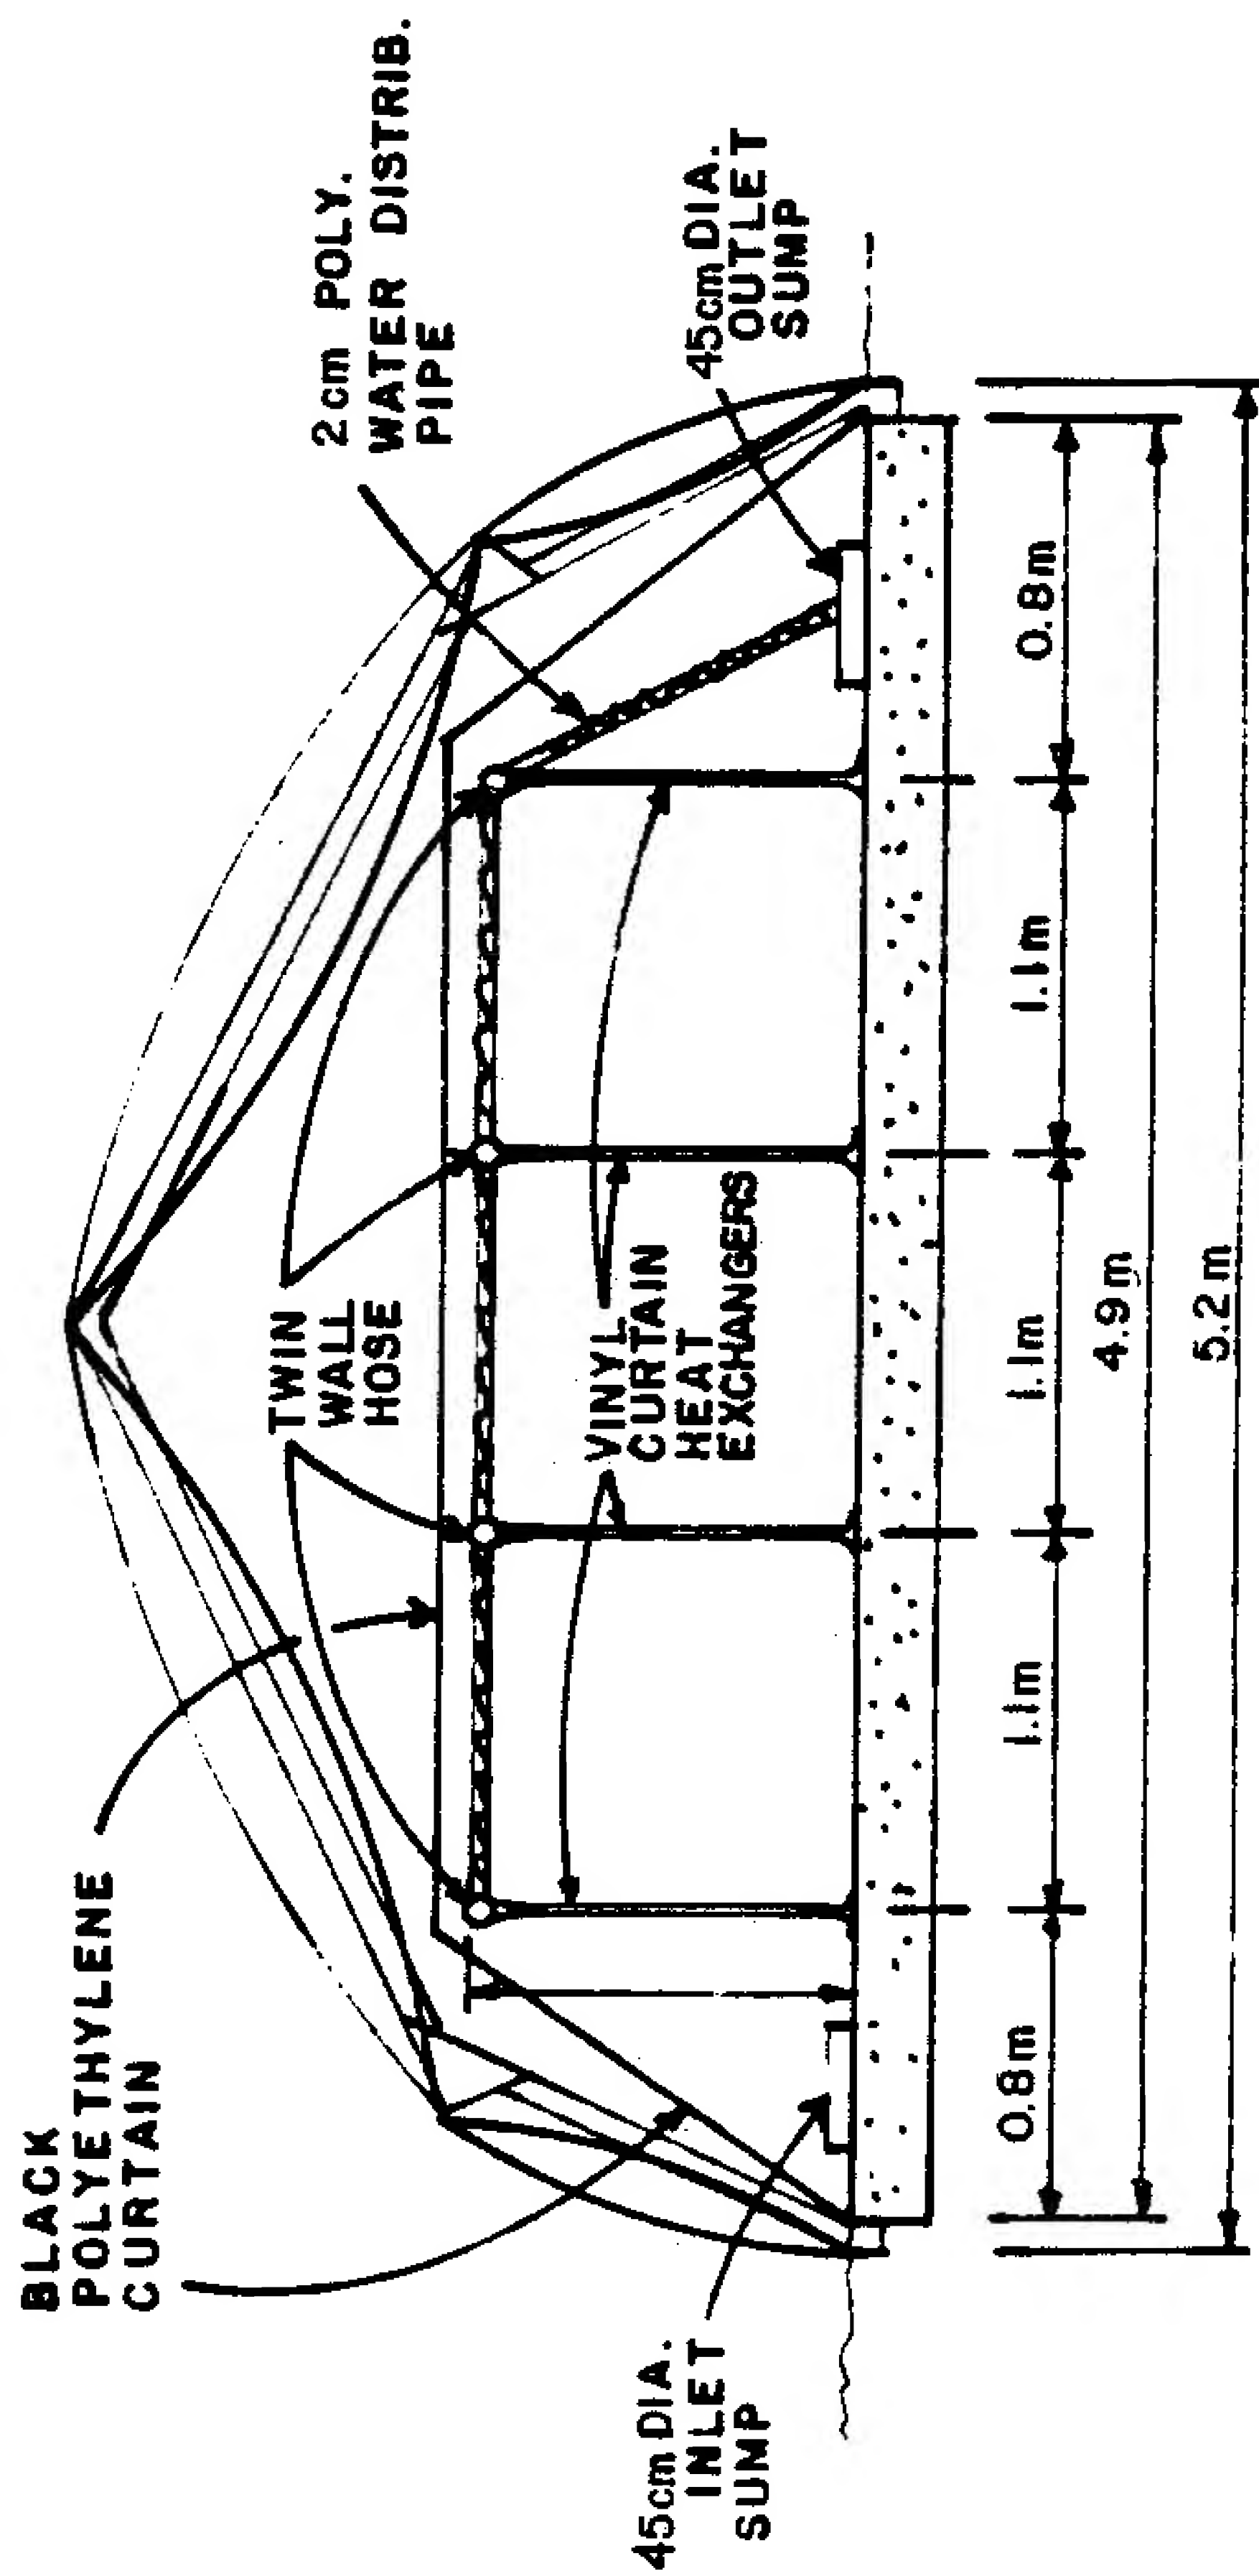 BLACK
POLYETHYLENE
CURTAIN
2cm POLY.
WATER DISTRIB.
PIPE
TWIN
WALL
HOSE
45cm DIA.
INLET
SUMP
VINYL
CURTAIN
HEAT
EXCHANGERS
45cm DIA.
OUTLET
SUMP
0.8m
1.1m
1.1m
1.1m
0.8m
4.9m
5.2m